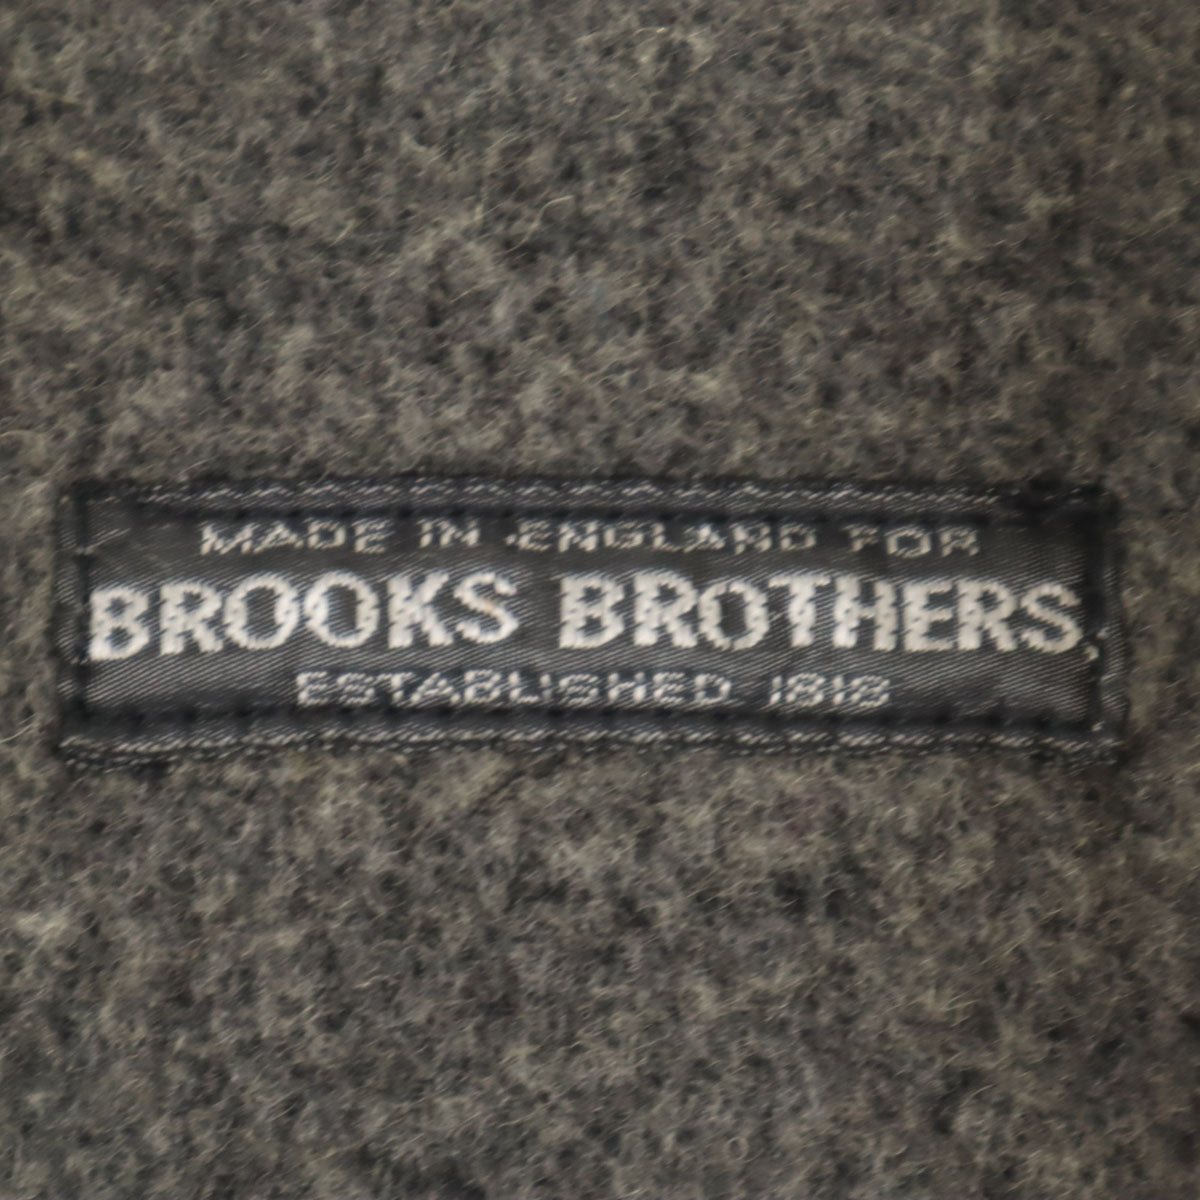 MADE IN ENGLAND FOR
BROOKS BROTHERS,
ESTABLISHED 1818